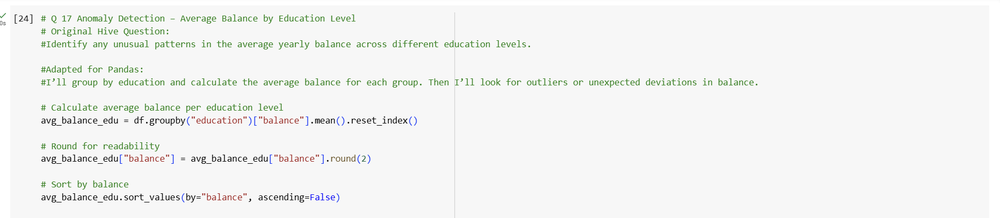 [24] # Q 17 Anomaly Detection – Average Balance by Education Level
# Original Hive Question:
#Identify any unusual patterns in the average yearly balance across different education levels.
#Adapted for Pandas:
#I’ll group by education and calculate the average balance for each group. Then I’ll look for outliers or unexpected deviations in balance.
# Calculate average balance per education level
avg_balance_edu = df.groupby("education")["balance"].mean().reset_index()
# Round for readability
avg_balance_edu["balance"] = avg_balance_edu["balance"].round(2)
# Sort by balance
avg_balance_edu.sort_values(by="balance", ascending=False)
0s